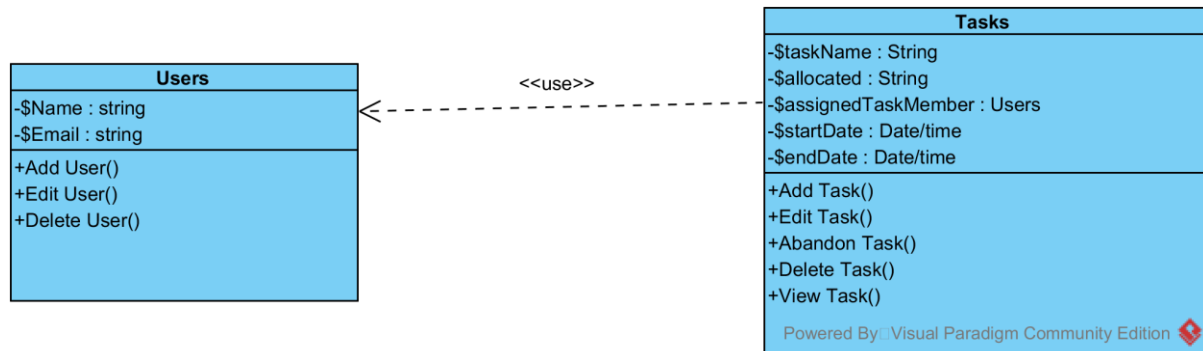 Users
-$Name : string
-$Email : string
+Add User()
+Edit User()
+Delete User()
<<use>>
Tasks
-$taskName : String
-$allocated : String
-$assignedTaskMember : Users
-$startDate : Date/time
-$endDate : Date/time
+Add Task()
+Edit Task()
+Abandon Task()
+Delete Task()
+View Task()
Powered By□Visual Paradigm Community Edition